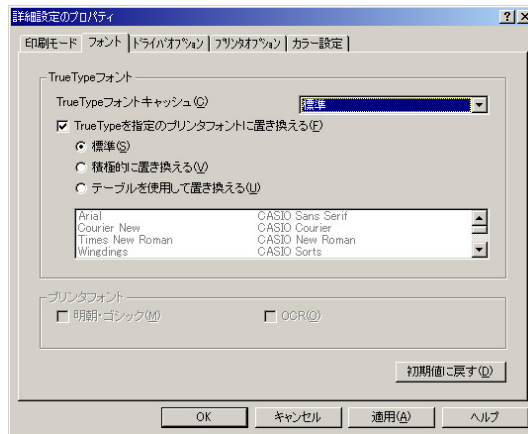 詳細設定のプロパティ
印刷モード フォント ドライバオプション プリンタオプション カラー設定
TrueTypeフォント
TrueTypeフォントキャッシュ(C) 標準
TrueTypeを指定のプリンタフォントに置き換える(F)
標準(S)
積極的に置き換える(V)
テーブルを使用して置き換える(U)
Arial CASIO Sans Serif
Courier New CASIO Courier
Times New Roman CASIO New Roman
Wingdings CASIO Sorts
プリンタフォント
明朝・ゴシック(M) OCR(O)
初期値に戻す(D)
OK キャンセル 適用(A) ヘルプ